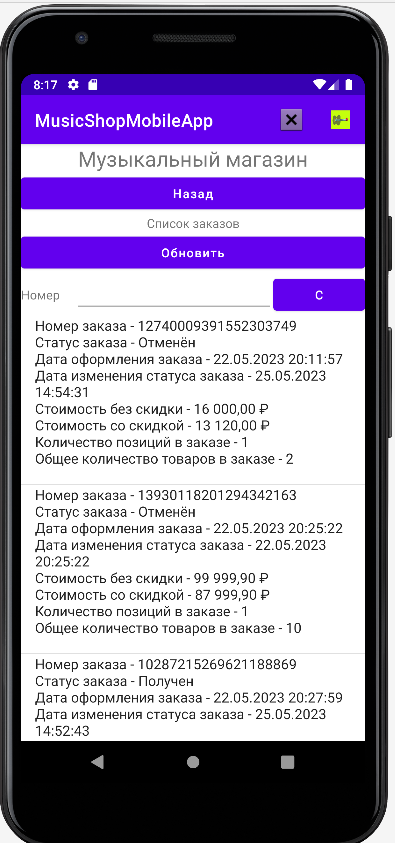 8:17
MusicShopMobileApp
Музыкальный магазин
Назад
Список заказов
Обновить
Номер
С
Номер заказа - 12740009391552303749
Статус заказа - Отменён
Дата оформления заказа - 22.05.2023 20:11:57
Дата изменения статуса заказа - 25.05.2023
14:54:31
Стоимость без скидки - 16 000,00 ₽
Стоимость со скидкой - 13 120,00 ₽
Количество позиций в заказе - 1
Общее количество товаров в заказе - 2
Номер заказа - 13930118201294342163
Статус заказа - Отменён
Дата оформления заказа - 22.05.2023 20:25:22
Дата изменения статуса заказа - 22.05.2023
20:25:22
Стоимость без скидки - 99 999,90 ₽
Стоимость со скидкой - 87 999,90 ₽
Количество позиций в заказе - 1
Общее количество товаров в заказе - 10
Номер заказа - 10287215269621188869
Статус заказа - Получен
Дата оформления заказа - 22.05.2023 20:27:59
Дата изменения статуса заказа - 25.05.2023
14:52:43